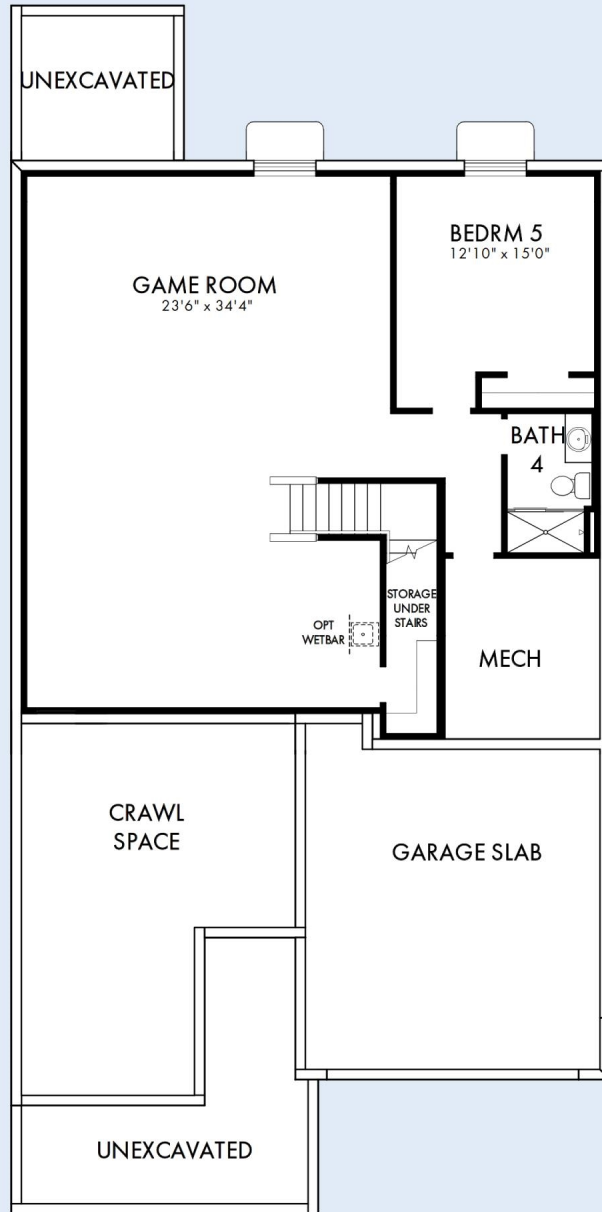 UNEXCAVATED
BEDRM 5
12'10" x 15'0"
GAME ROOM
23'6" x 34'4"
BATH
4
STORAGE
UNDER
STAIRS
OPT
WETBAR
MECH
CRAWL
SPACE
GARAGE SLAB
UNEXCAVATED